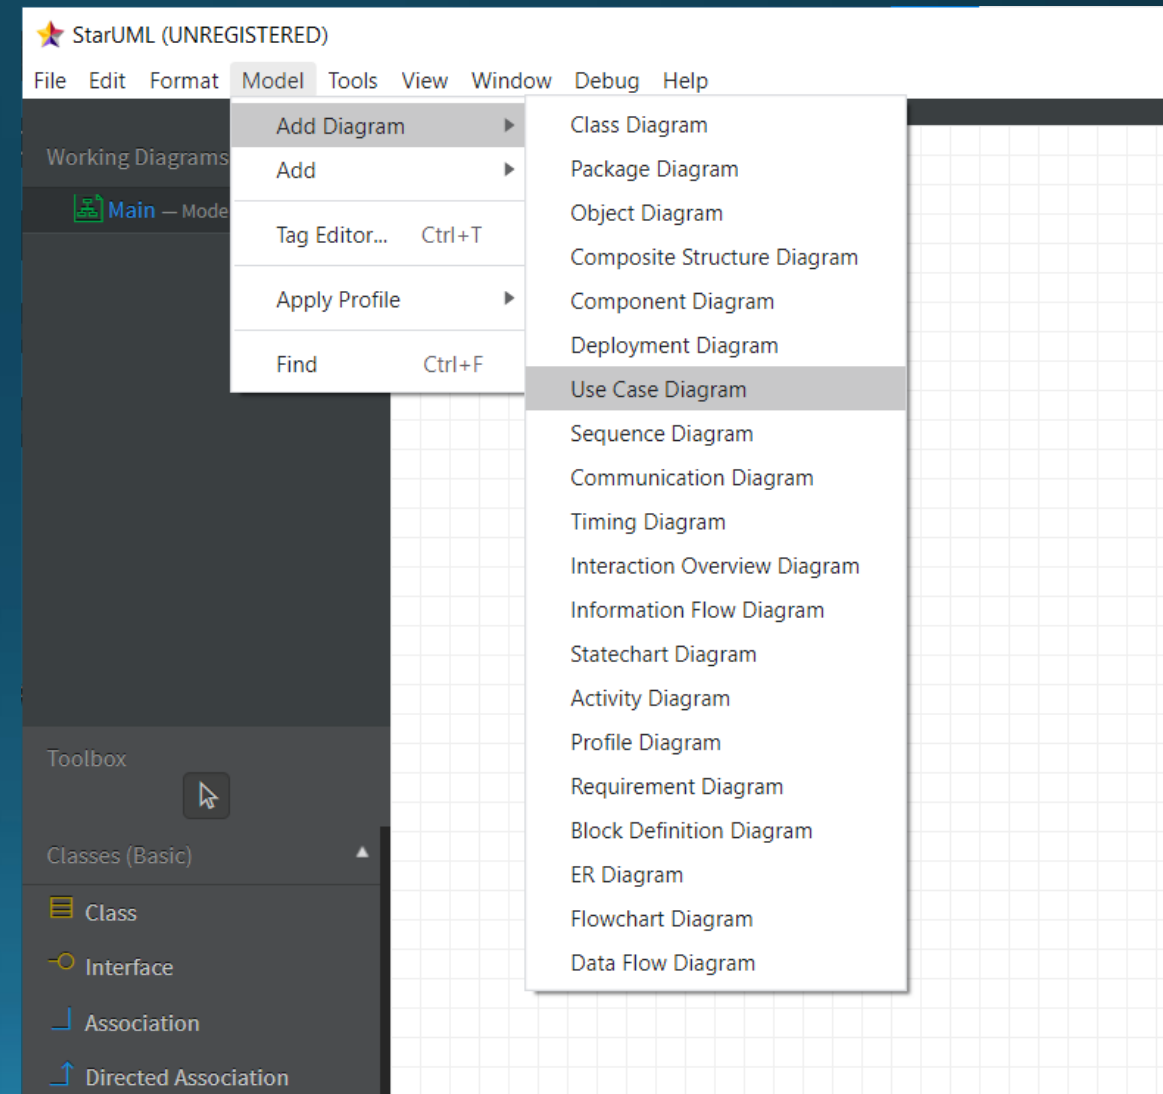 StarUML (UNREGISTERED)
File Edit Format Model Tools View Window Debug Help
Working Diagrams
Main — Mode
Add Diagram
Add
Tag Editor... Ctrl+T
Apply Profile
Find Ctrl+F
Class Diagram
Package Diagram
Object Diagram
Composite Structure Diagram
Component Diagram
Deployment Diagram
Use Case Diagram
Sequence Diagram
Communication Diagram
Timing Diagram
Interaction Overview Diagram
Information Flow Diagram
Statechart Diagram
Activity Diagram
Profile Diagram
Requirement Diagram
Block Definition Diagram
ER Diagram
Flowchart Diagram
Data Flow Diagram
Toolbox
Classes (Basic)
Class
Interface
Association
Directed Association